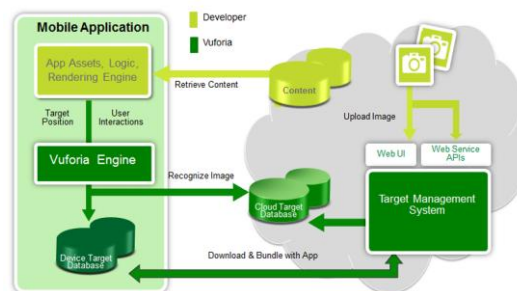 Mobile Application
Developer
Vuforia
App Assets, Logic,
Rendering Engine
Retrieve Content
Content
Target
Position
User
Interactions
Upload Image
Vuforia Engine
Web UI
Web Service
APIs
Recognize Image
Cloud Target
Database
Target Management
System
Device Target
Database
Download & Bundle with App